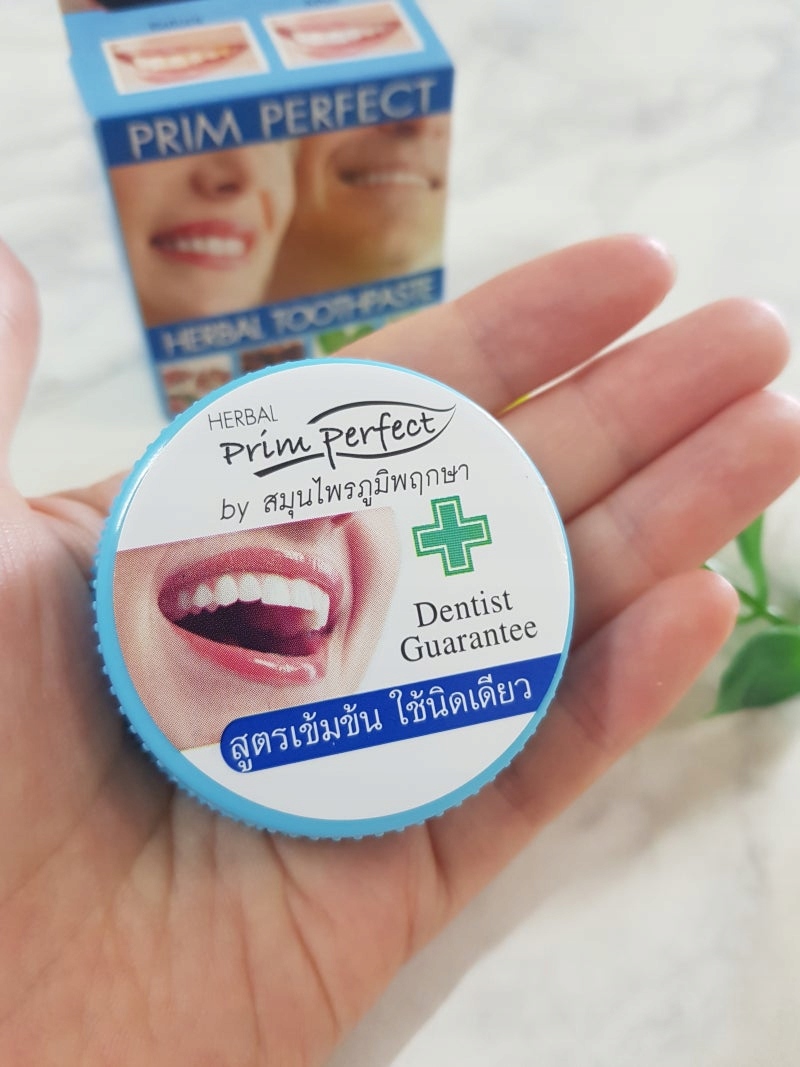 PRIM PERFECT
HERBAL TOOTHPASTE
HERBAL
Prim Perfect
by สมุนไพรภูมิพฤกษา
Dentist
Guarantee
สูตรเข้มข้น ใช้นิดเดียว